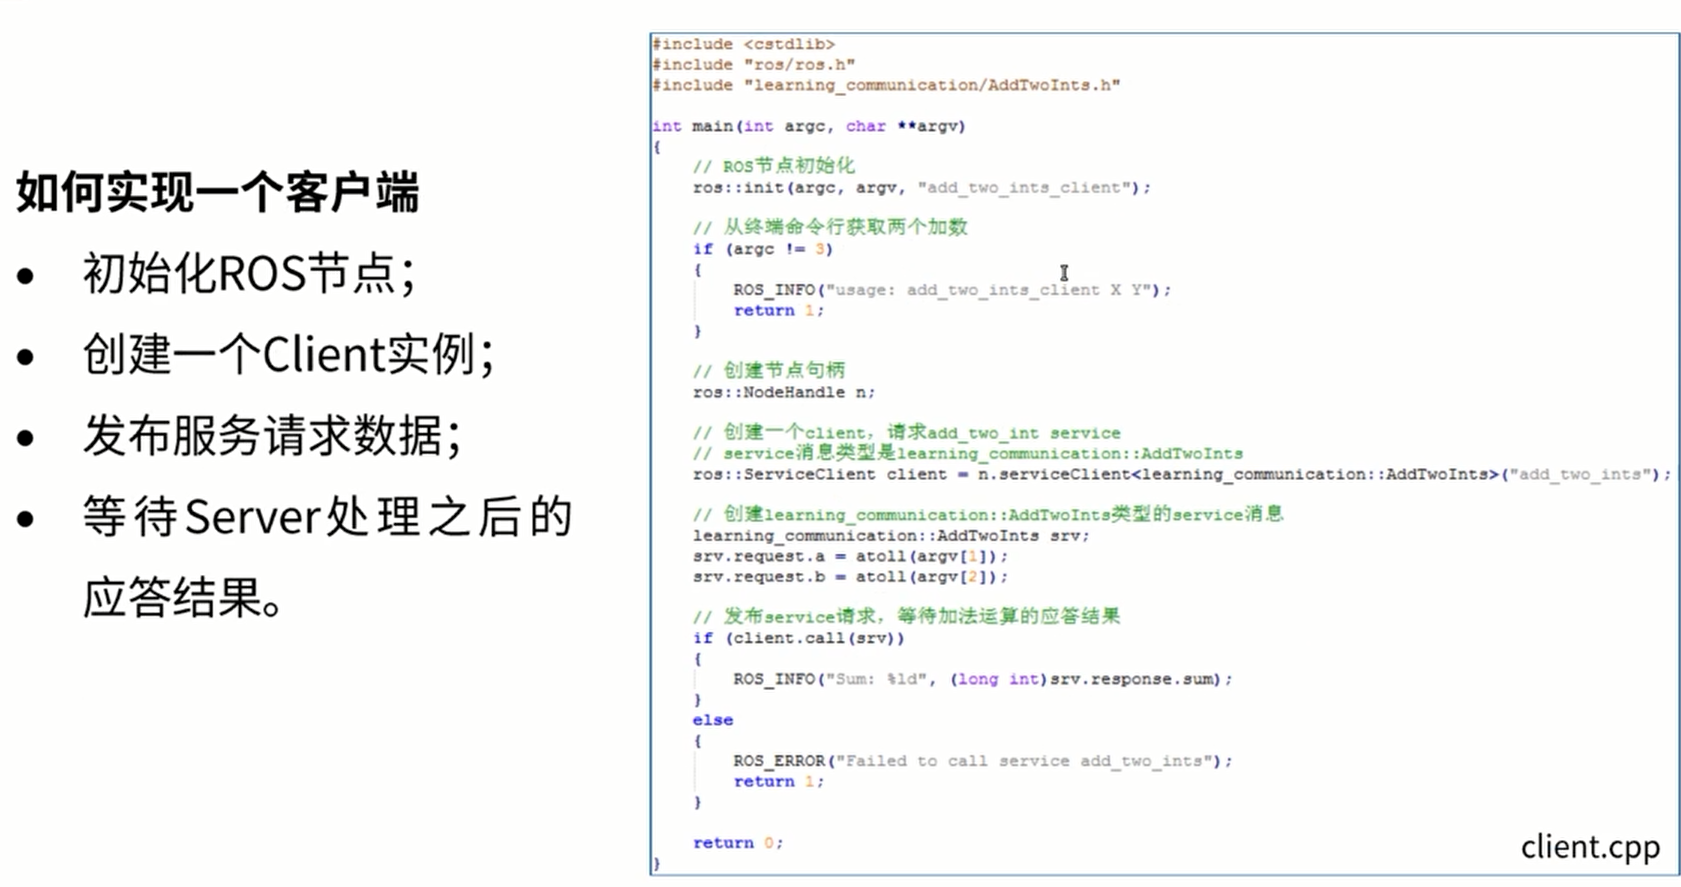 如何实现一个客户端
• 初始化ROS节点；
• 创建一个Client实例；
• 发布服务请求数据；
• 等待Server处理之后的
应答结果。
#include <cstdlib>
#include "ros/ros.h"
#include "learning_communication/AddTwoInts.h"
int main(int argc, char **argv)
{
// ROS节点初始化
ros::init(argc, argv, "add_two_ints_client");
// 从终端命令行获取两个加数
if (argc != 3)
{
ROS_INFO("usage: add_two_ints_client X Y");
return 1;
}
// 创建节点句柄
ros::NodeHandle n;
// 创建一个client，请求add_two_int service
// service消息类型是learning_communication::AddTwoInts
ros::ServiceClient client = n.serviceClient<learning_communication::AddTwoInts>("add_two_ints");
// 创建learning_communication::AddTwoInts类型的service消息
learning_communication::AddTwoInts srv;
srv.request.a = atoll(argv[1]);
srv.request.b = atoll(argv[2]);
// 发布service请求，等待加法运算的应答结果
if (client.call(srv))
{
ROS_INFO("Sum: %ld", (long int)srv.response.sum);
}
else
{
ROS_ERROR("Failed to call service add_two_ints");
return 1;
}
return 0;
}
client.cpp